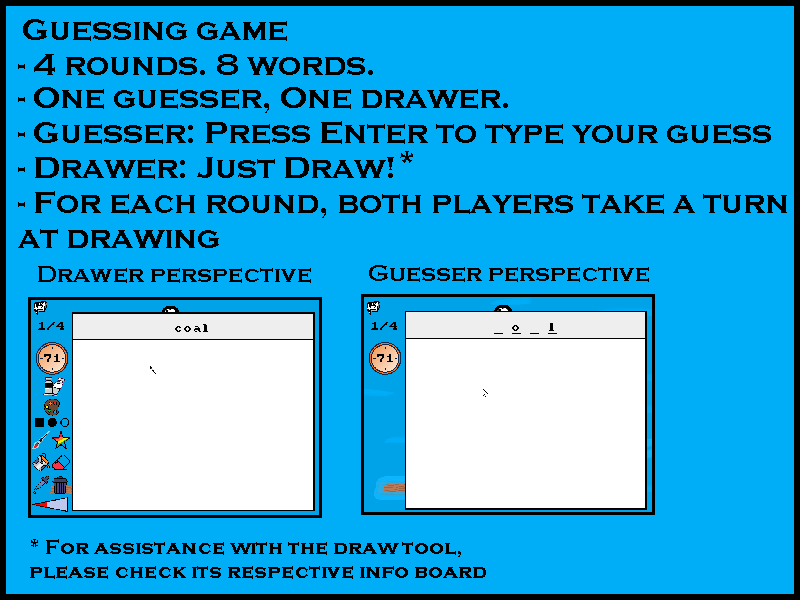 Guessing game
- 4 rounds. 8 words.
- One guesser, One drawer.
- Guesser: Press Enter to type your guess
- Drawer: Just Draw!*
- For each round, both players take a turn
at drawing
Drawer perspective
Guesser perspective
1/4
coal
-71-
1/4
_ o _ l
-71-
* For assistance with the draw tool,
please check its respective info board